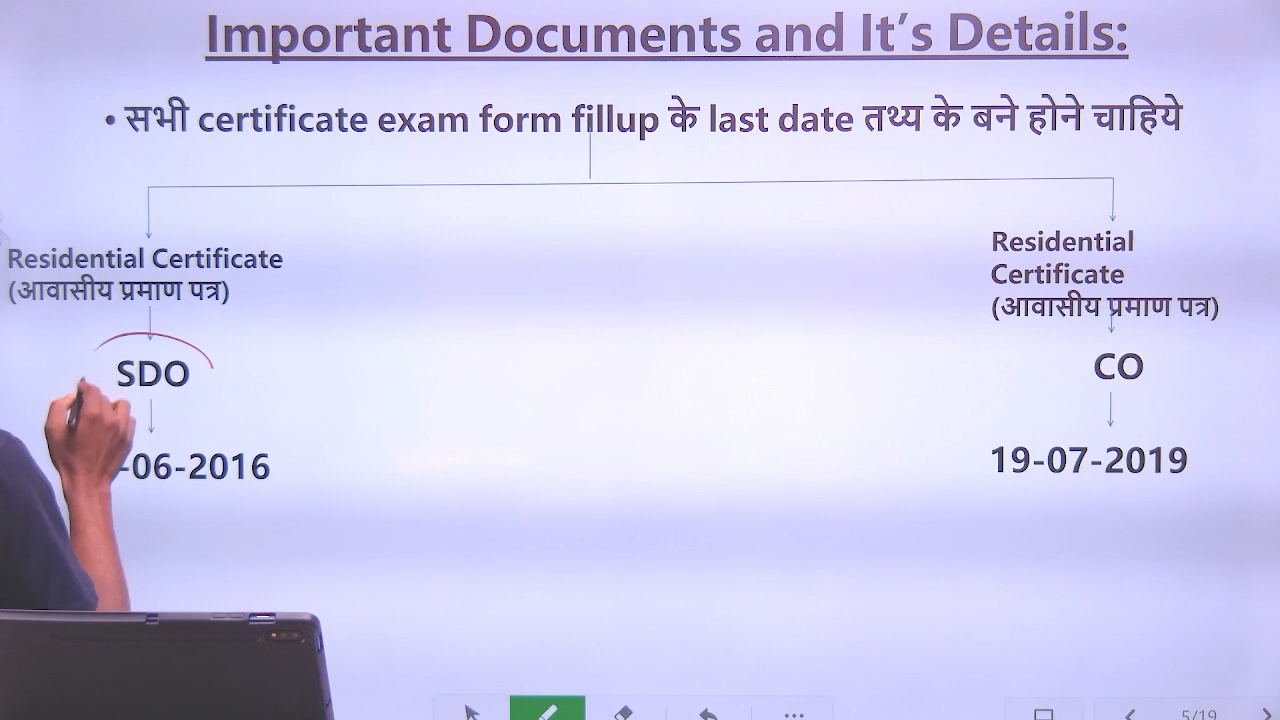 Important Documents and It’s Details:
• सभी certificate exam form fillup के last date तथ्य के बने होने चाहिये
Residential Certificate
(आवासीय प्रमाण पत्र)
SDO
-06-2016
Residential
Certificate
(आवासीय प्रमाण पत्र)
CO
19-07-2019
5/19